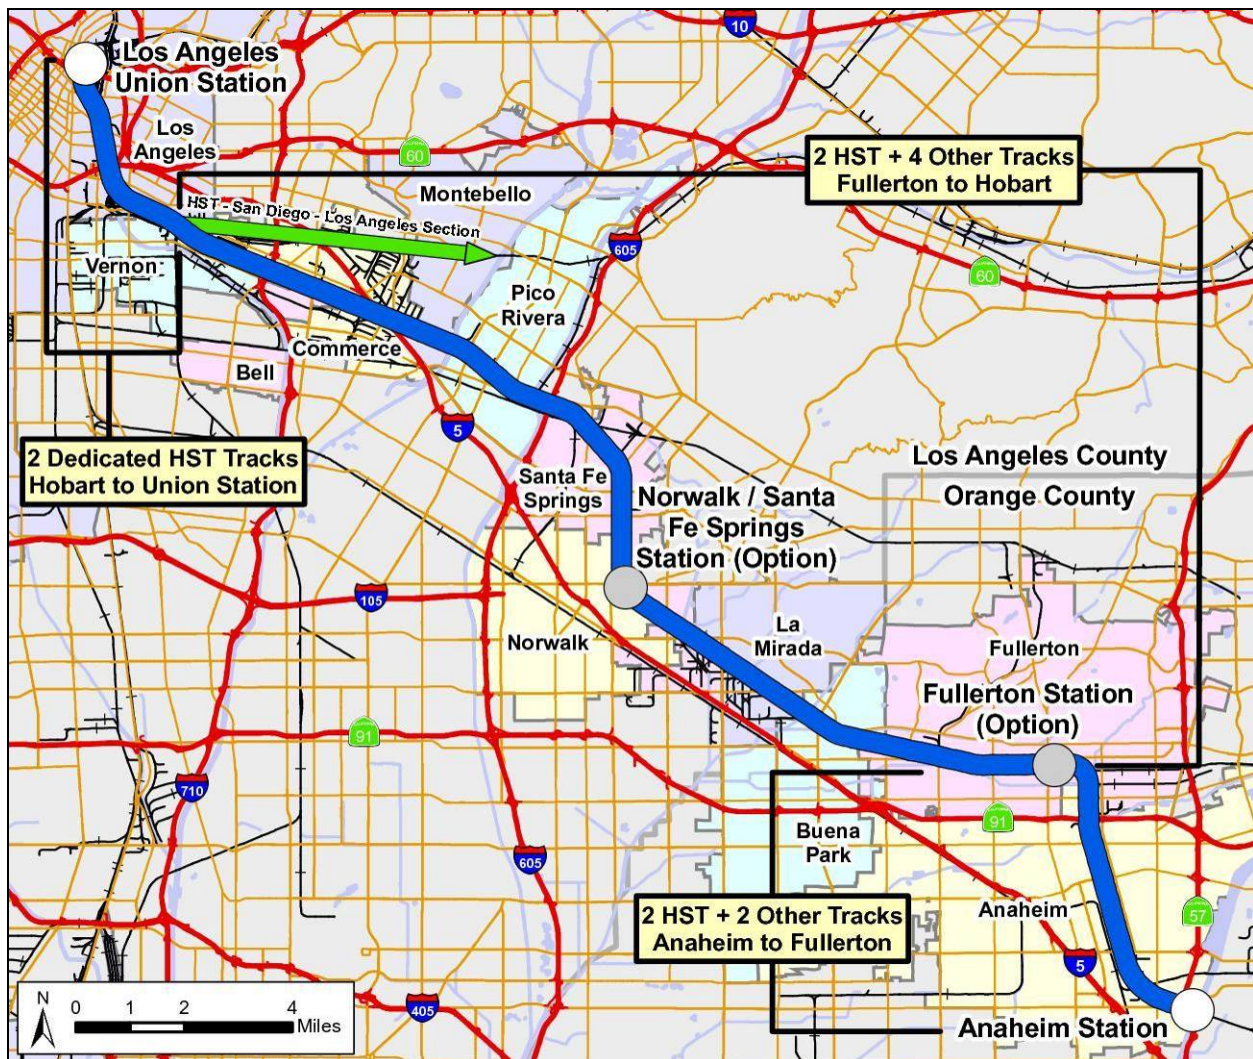 10
Los Angeles
Union Station
Los
Angeles
60
2 HST + 4 Other Tracks
Fullerton to Hobart
Montebello
HST - San Diego - Los Angeles Section
605
60
Vernon
Pico
Rivera
Commerce
Bell
5
2 Dedicated HST Tracks
Hobart to Union Station
Los Angeles County
Orange County
Santa Fe
Springs
Norwalk / Santa
Fe Springs
Station (Option)
105
Norwalk
La
Mirada
Fullerton
Fullerton Station
(Option)
91
710
91
Buena
Park
605
2 HST + 2 Other Tracks
Anaheim to Fullerton
Anaheim
57
5
N
0 1 2 4
Miles
405
Anaheim Station